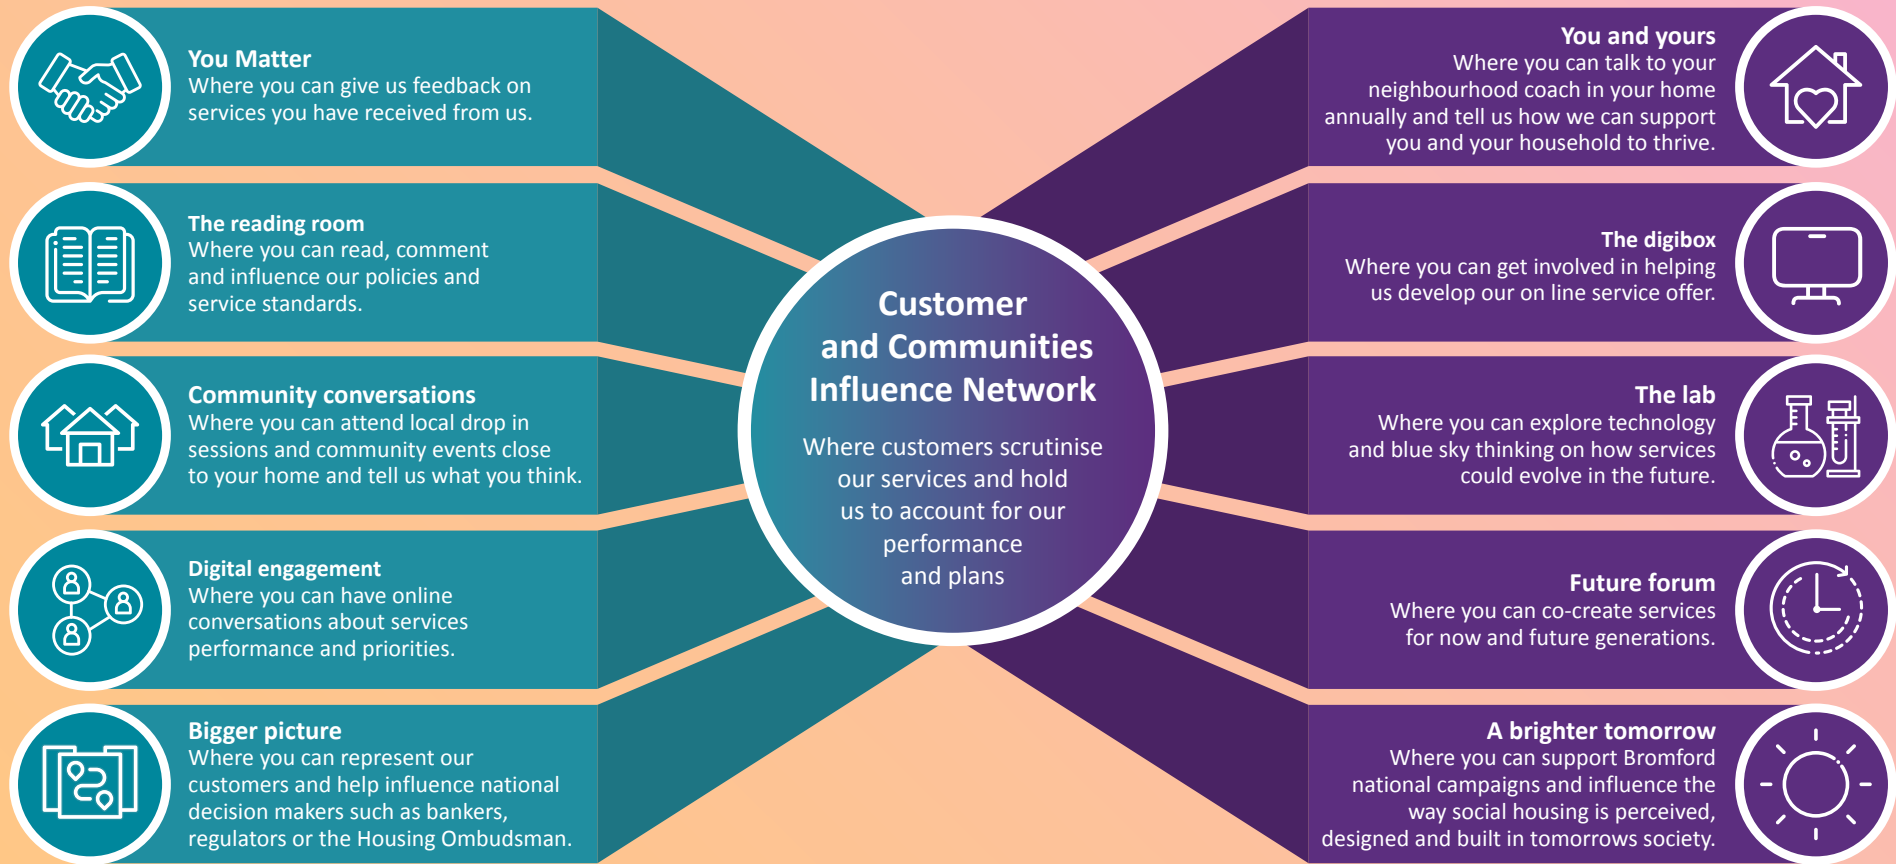 You Matter
Where you can give us feedback on
services you have received from us.
The reading room
Where you can read, comment
and influence our policies and
service standards.
Community conversations
Where you can attend local drop in
sessions and community events close
to your home and tell us what you think.
Digital engagement
Where you can have online
conversations about services
performance and priorities.
Bigger picture
Where you can represent our
customers and help influence national
decision makers such as bankers,
regulators or the Housing Ombudsman.
Customer
and Communities
Influence Network
Where customers scrutinise
our services and hold
us to account for our
performance
and plans
You and yours
Where you can talk to your
neighbourhood coach in your home
annually and tell us how we can support
you and your household to thrive.
The digibox
Where you can get involved in helping
us develop our on line service offer.
The lab
Where you can explore technology
and blue sky thinking on how services
could evolve in the future.
Future forum
Where you can co-create services
for now and future generations.
A brighter tomorrow
Where you can support Bromford
national campaigns and influence the
way social housing is perceived,
designed and built in tomorrows society.